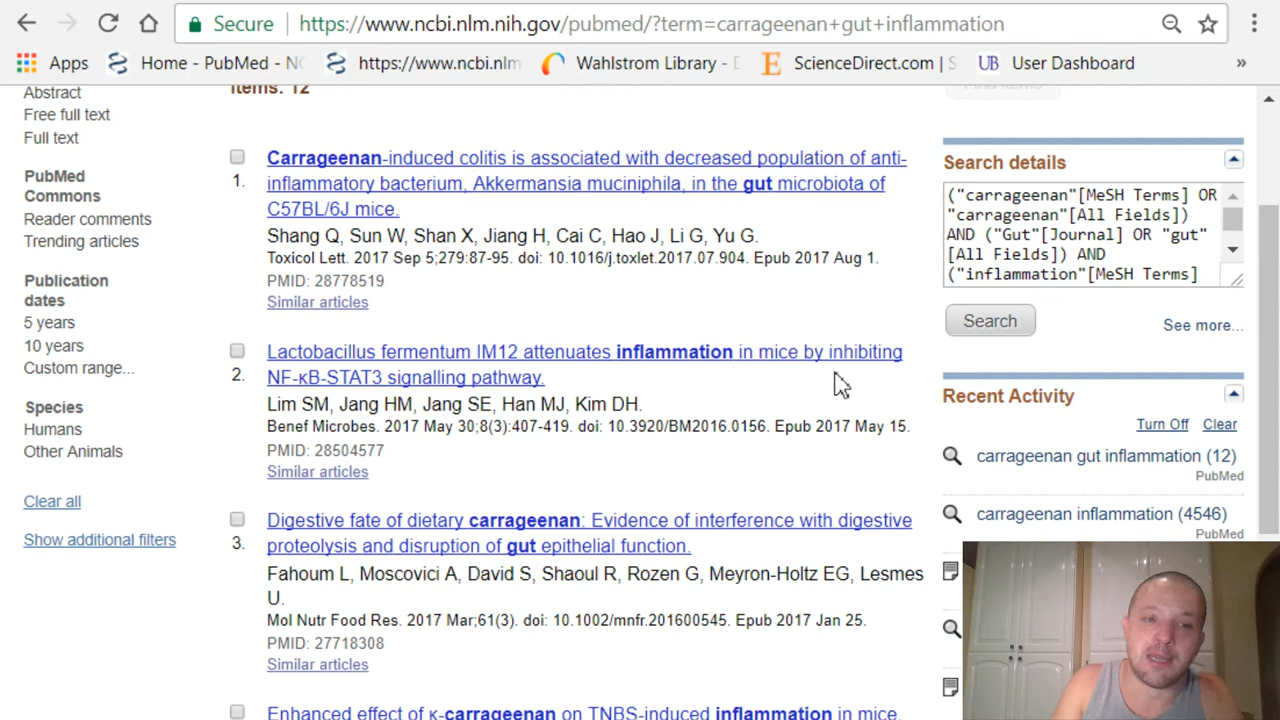 Secure https://www.ncbi.nlm.nih.gov/pubmed/?term=carrageenan+gut+inflammation
Apps Home - PubMed - NC https://www.ncbi.nlm Wahlstrom Library - D ScienceDirect.com | S UB User Dashboard »
Abstract
Free full text
Full text
PubMed
Commons
Reader comments
Trending articles
Publication
dates
5 years
10 years
Custom range...
Species
Humans
Other Animals
Clear all
Show additional filters
Items: 12
Carrageenan-induced colitis is associated with decreased population of anti-
1. inflammatory bacterium, Akkermansia muciniphila, in the gut microbiota of
C57BL/6J mice.
Shang Q, Sun W, Shan X, Jiang H, Cai C, Hao J, Li G, Yu G.
Toxicol Lett. 2017 Sep 5;279:87-95. doi: 10.1016/j.toxlet.2017.07.904. Epub 2017 Aug 1.
PMID: 28778519
Similar articles
Lactobacillus fermentum IM12 attenuates inflammation in mice by inhibiting
2. NF-κB-STAT3 signalling pathway.
Lim SM, Jang HM, Jang SE, Han MJ, Kim DH.
Benef Microbes. 2017 May 30;8(3):407-419. doi: 10.3920/BM2016.0156. Epub 2017 May 15.
PMID: 28504577
Similar articles
Digestive fate of dietary carrageenan: Evidence of interference with digestive
3. proteolysis and disruption of gut epithelial function.
Fahoum L, Moscovici A, David S, Shaoul R, Rozen G, Meyron-Holtz EG, Lesmes
U.
Mol Nutr Food Res. 2017 Mar;61(3). doi: 10.1002/mnfr.201600545. Epub 2017 Jan 25.
PMID: 27718308
Similar articles
Enhanced effect of κ-carrageenan on TNBS-induced inflammation in mice.
Find items
Search details
("carrageenan"[MeSH Terms] OR
"carrageenan"[All Fields])
AND ("Gut"[Journal] OR "gut"
[All Fields]) AND
("inflammation"[MeSH Terms]
Search
See more...
Recent Activity
Turn Off Clear
carrageenan gut inflammation (12)
PubMed
carrageenan inflammation (4546)
PubMed